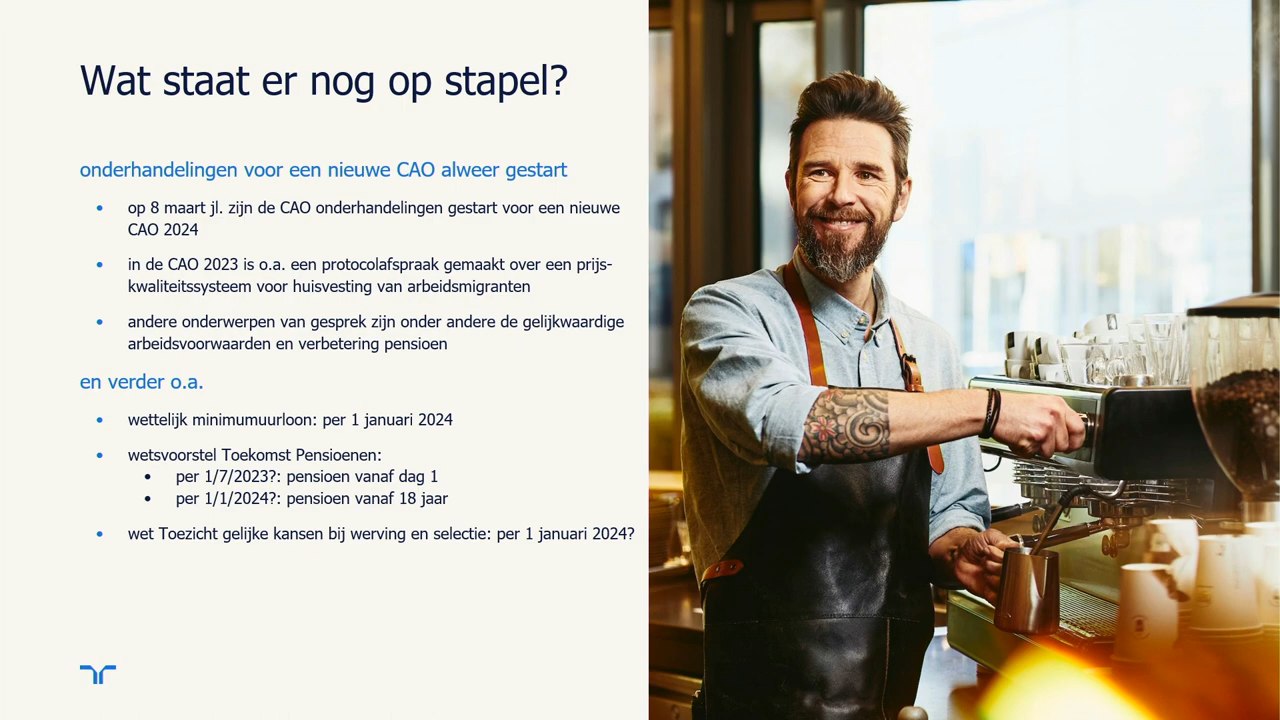 Wat staat er nog op stapel?
onderhandelingen voor een nieuwe CAO alweer gestart
• op 8 maart jl. zijn de CAO onderhandelingen gestart voor een nieuwe
CAO 2024
• in de CAO 2023 is o.a. een protocolafspraak gemaakt over een prijs-
kwaliteitssysteem voor huisvesting van arbeidsmigranten
• andere onderwerpen van gesprek zijn onder andere de gelijkwaardige
arbeidsvoorwaarden en verbetering pensioen
en verder o.a.
• wettelijk minimumuurloon: per 1 januari 2024
• wetsvoorstel Toekomst Pensioenen:
• per 1/7/2023?: pensioen vanaf dag 1
• per 1/1/2024?: pensioen vanaf 18 jaar
• wet Toezicht gelijke kansen bij werving en selectie: per 1 januari 2024?